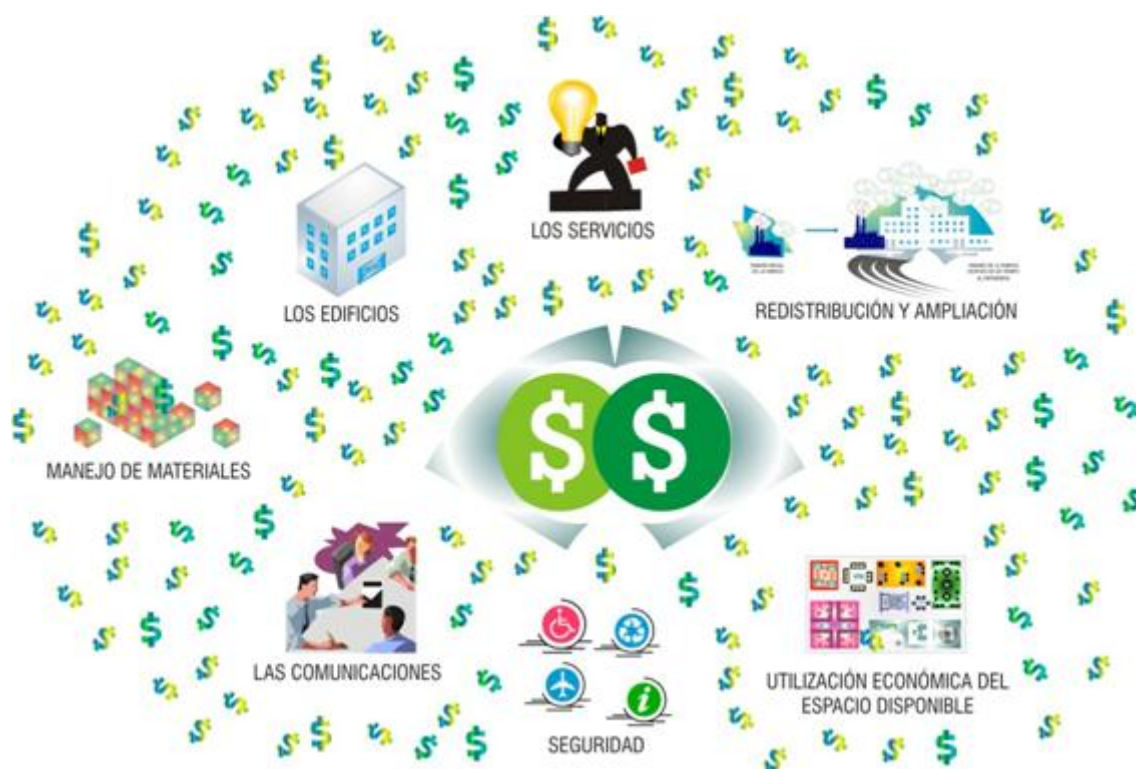 LOS SERVICIOS
LOS EDIFICIOS
REDISTRIBUCIÓN Y AMPLIACIÓN
$ $
MANEJO DE MATERIALES
LAS COMUNICACIONES
SEGURIDAD
UTILIZACIÓN ECONÓMICA DEL
ESPACIO DISPONIBLE